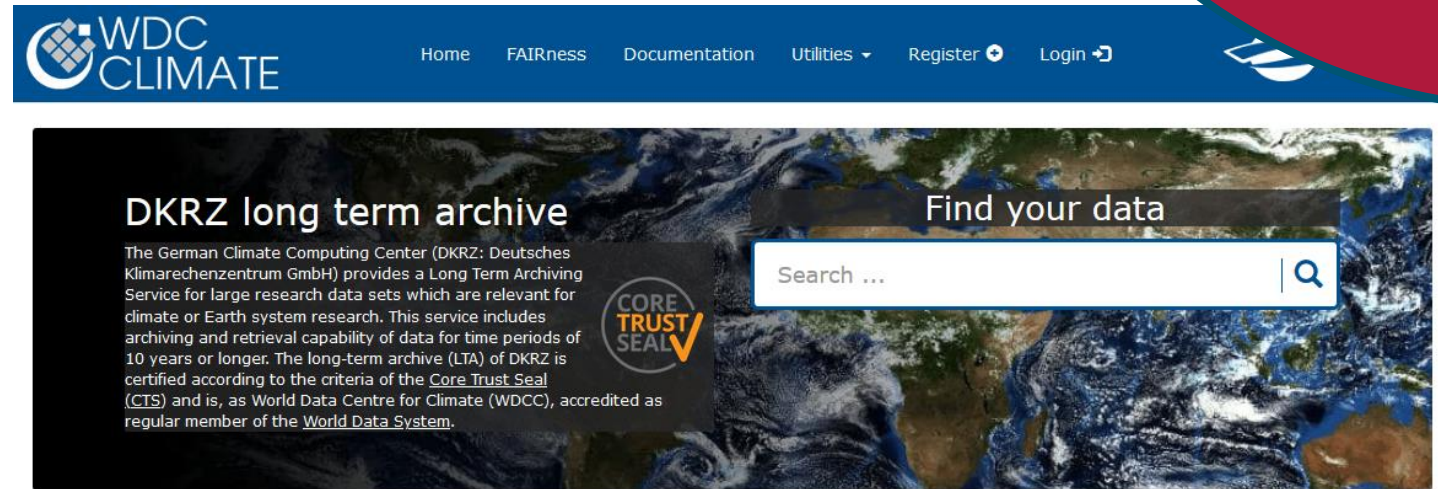 WDC
CLIMATE
Home FAIRness Documentation Utilities Register Login
DKRZ long term archive
The German Climate Computing Center (DKRZ: Deutsches
Klimarechenzentrum GmbH) provides a Long Term Archiving
Service for large research data sets which are relevant for
climate or Earth system research. This service includes
archiving and retrieval capability of data for time periods of
10 years or longer. The long-term archive (LTA) of DKRZ is
certified according to the criteria of the Core Trust Seal
(CTS) and is, as World Data Centre for Climate (WDCC), accredited as
regular member of the World Data System.
CORE
TRUST
SEAL
Find your data
Search ...